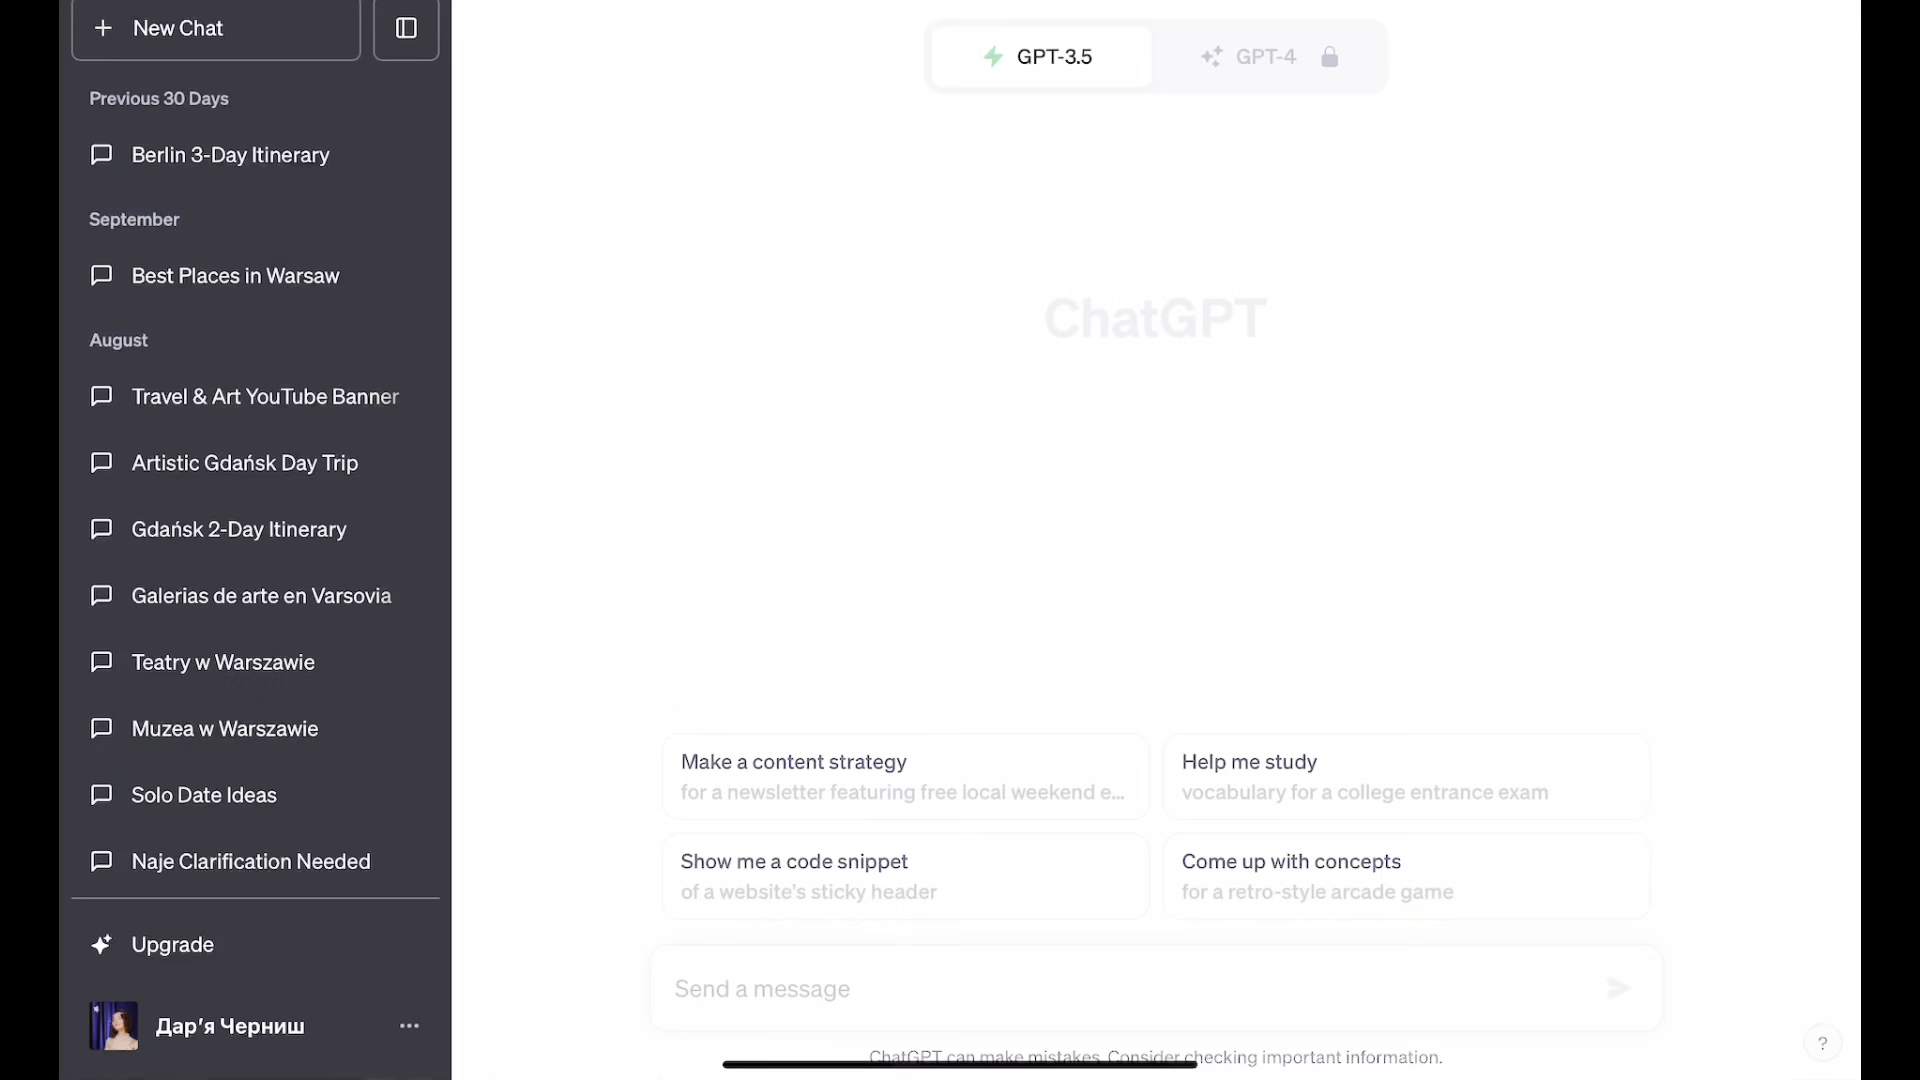 New Chat
Previous 30 Days
Berlin 3-Day Itinerary
September
Best Places in Warsaw
August
Travel & Art YouTube Banner
Artistic Gdańsk Day Trip
Gdańsk 2-Day Itinerary
Galerias de arte en Varsovia
Teatry w Warszawie
Muzea w Warszawie
Solo Date Ideas
Naje Clarification Needed
Upgrade
Дар'я Черниш
GPT-3.5
GPT-4
ChatGPT
Make a content strategy
for a newsletter featuring free local weekend e...
Help me study
vocabulary for a college entrance exam
Show me a code snippet
of a website's sticky header
Come up with concepts
for a retro-style arcade game
Send a message
ChatGPT can make mistakes. Consider checking important information.
?